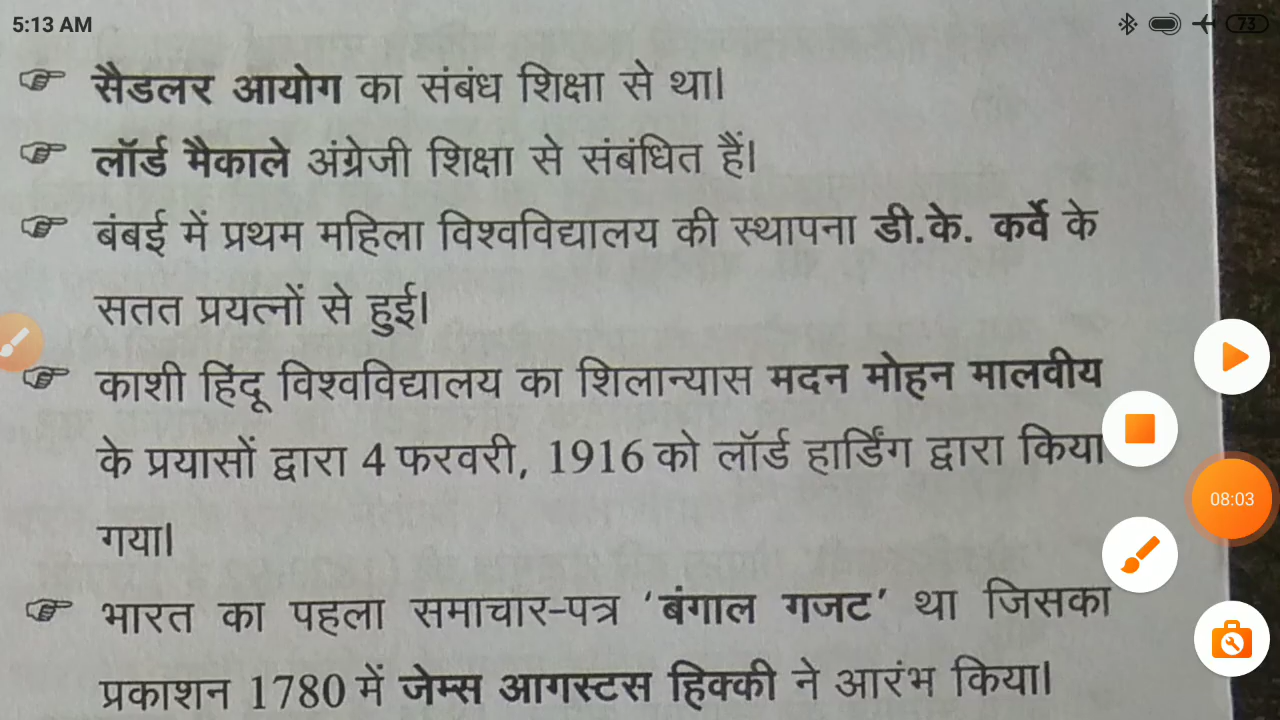 5:13 AM
73
☞ सैडलर आयोग का संबंध शिक्षा से था।
☞ लॉर्ड मैकाले अंग्रेजी शिक्षा से संबंधित हैं।
☞ बंबई में प्रथम महिला विश्वविद्यालय की स्थापना डी.के. कर्वे के
सतत प्रयत्नों से हुई।
☞ काशी हिंदू विश्वविद्यालय का शिलान्यास मदन मोहन मालवीय
के प्रयासों द्वारा 4 फरवरी, 1916 को लॉर्ड हार्डिंग द्वारा किया
08:03
गया।
☞ भारत का पहला समाचार-पत्र ‘बंगाल गजट’ था जिसका
प्रकाशन 1780 में जेम्स आगस्टस हिक्की ने आरंभ किया।